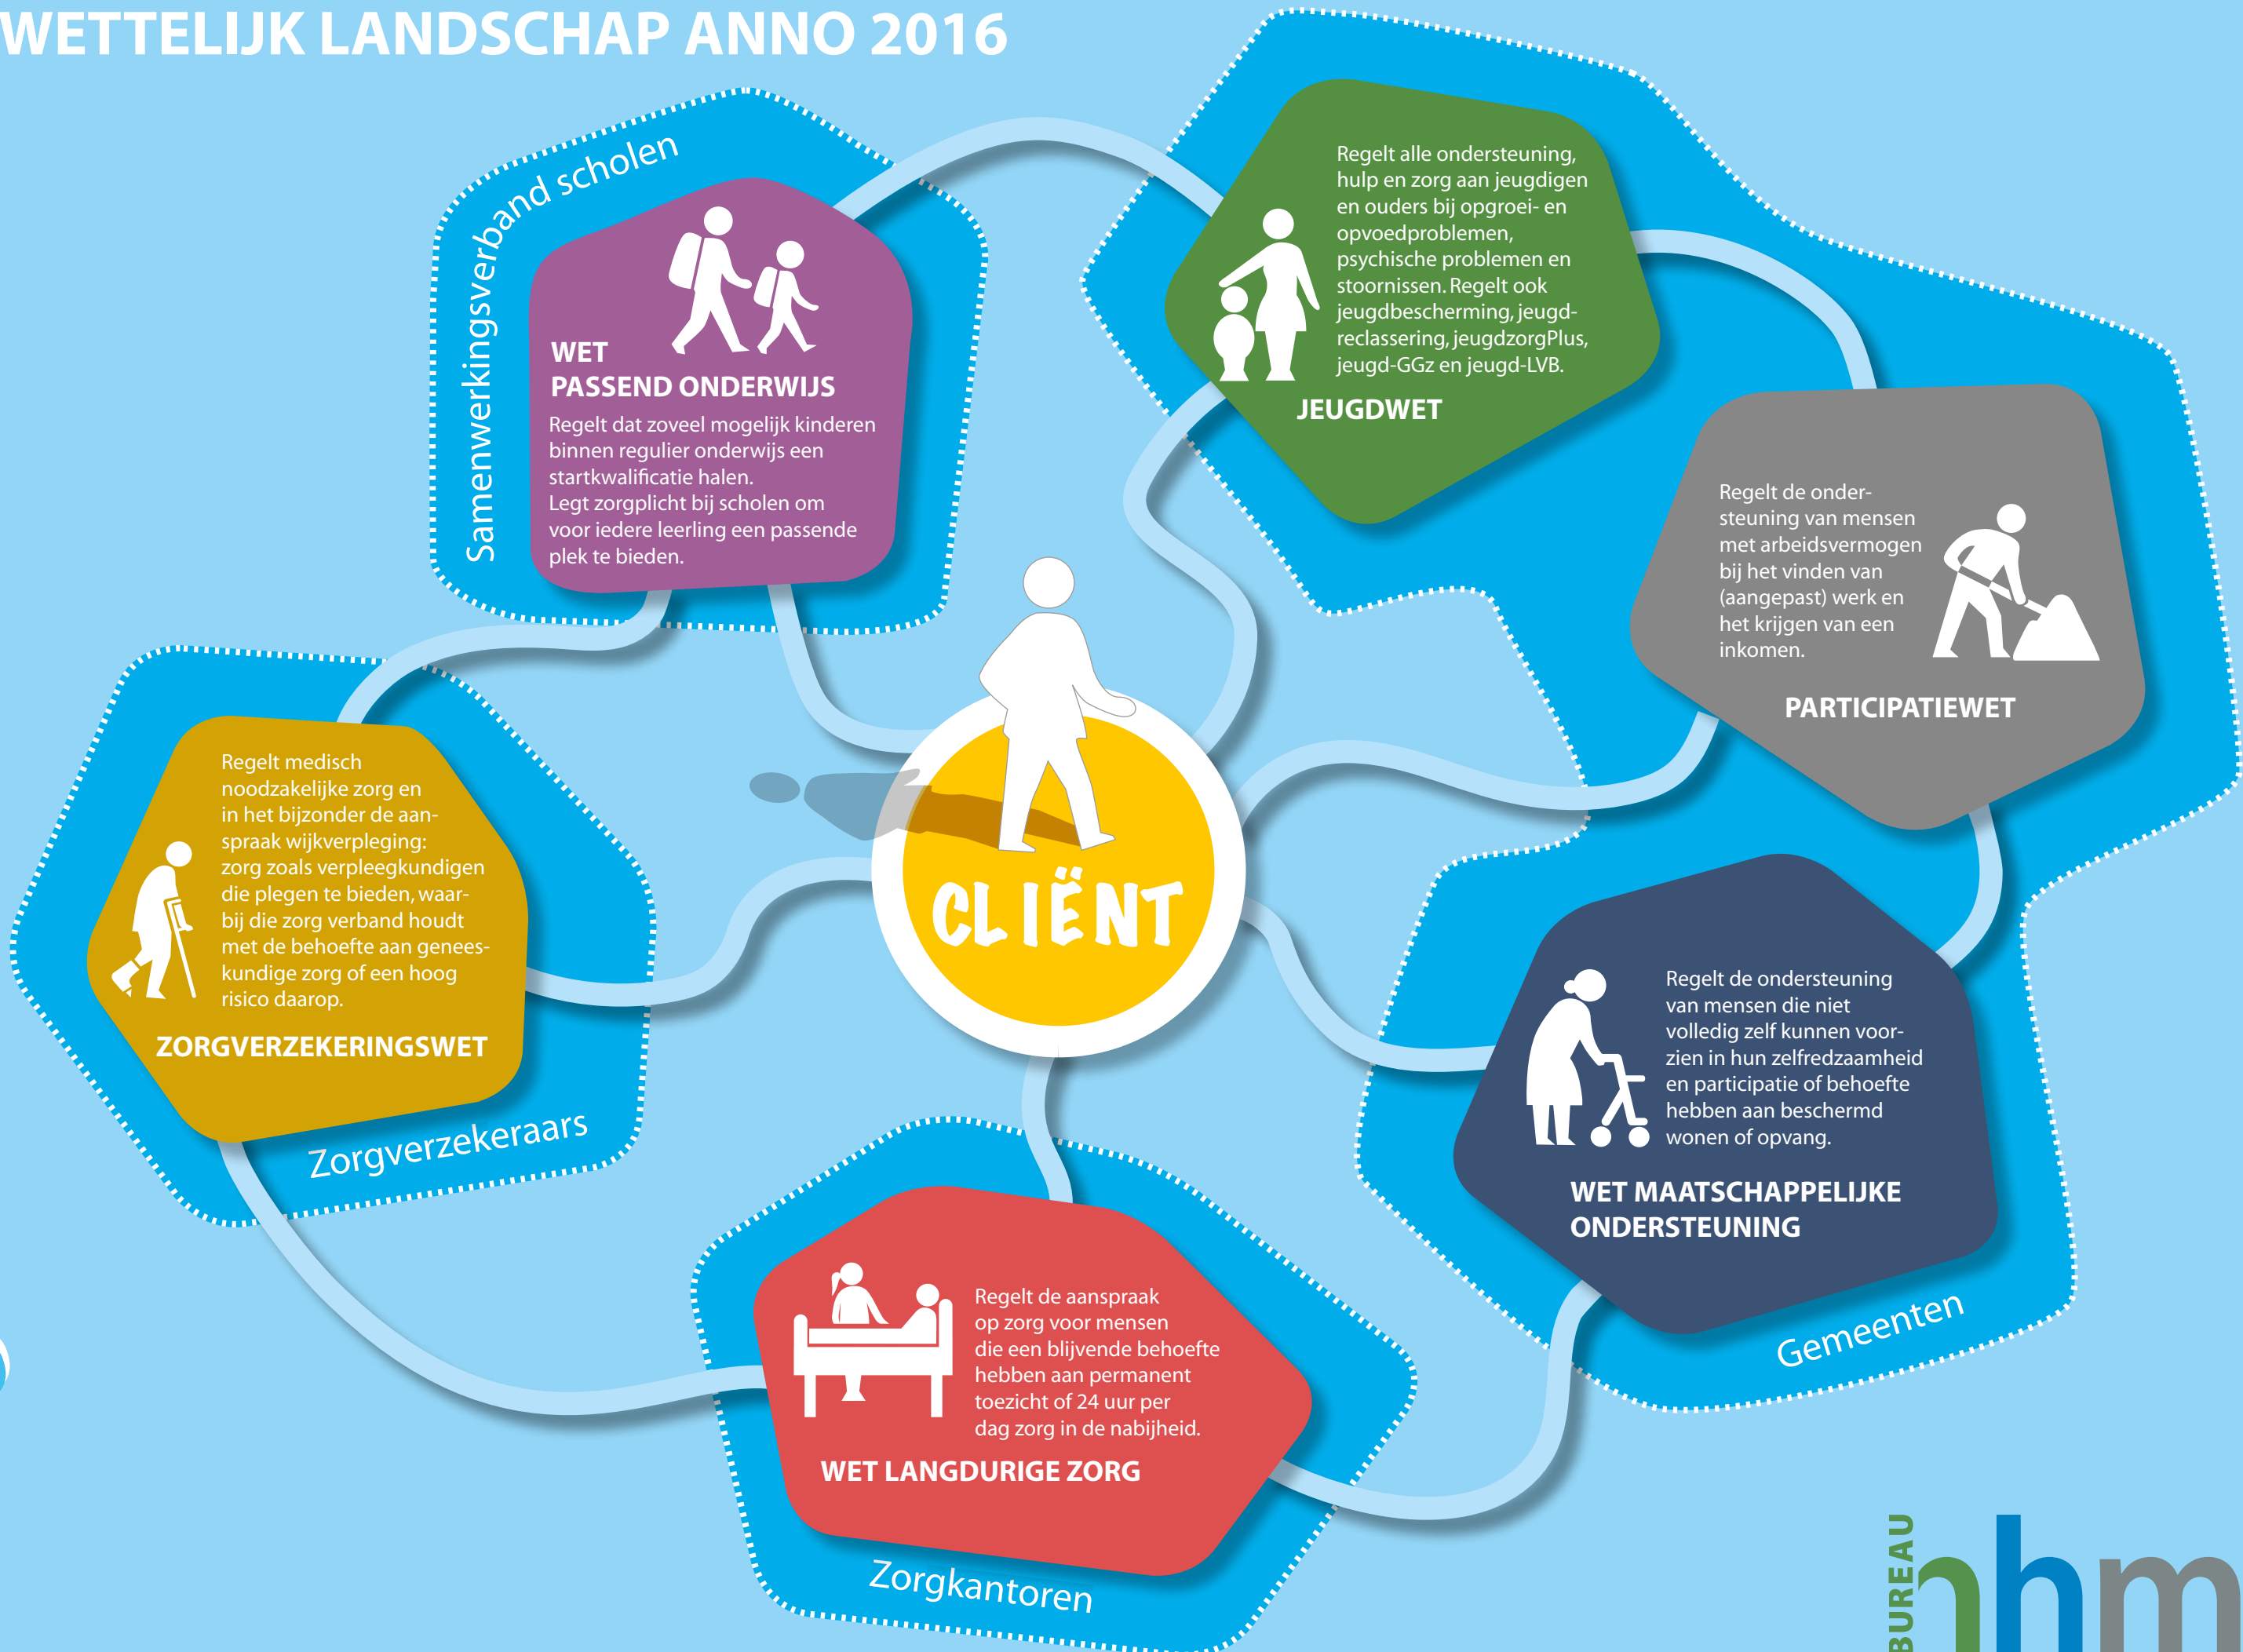 WETTELIJK LANDSCHAP ANNO 2016
Samenwerkingsverband scholen
WET
PASSEND ONDERWIJS
Regelt dat zoveel mogelijk kinderen
binnen regulier onderwijs een
startkwalificatie halen.
Legt zorgplicht bij scholen om
voor iedere leerling een passende
plek te bieden.
Regelt alle ondersteuning,
hulp en zorg aan jeugdigen
en ouders bij opgroei- en
opvoedproblemen,
psychische problemen en
stoornissen. Regelt ook
jeugdbescherming, jeugd-
reclassering, jeugdzorgPlus,
jeugd-GGz en jeugd-LVB.
JEUGDWET
Regelt de onder-
steuning van mensen
met arbeidsvermogen
bij het vinden van
(aangepast) werk en
het krijgen van een
inkomen.
PARTICIPATIEWET
Regelt medisch
noodzakelijke zorg en
in het bijzonder de aan-
spraak wijkverpleging:
zorg zoals verpleegkundigen
die plegen te bieden, waar-
bij die zorg verband houdt
met de behoefte aan genees-
kundige zorg of een hoog
risico daarop.
ZORGVERZEKERINGSWET
Zorgverzekeraars
CLIËNT
Regelt de ondersteuning
van mensen die niet
volledig zelf kunnen voor-
zien in hun zelfredzaamheid
en participatie of behoefte
hebben aan beschermd
wonen of opvang.
WET MAATSCHAPPELIJKE
ONDERSTEUNING
Gemeenten
Regelt de aanspraak
op zorg voor mensen
die een blijvende behoefte
hebben aan permanent
toezicht of 24 uur per
dag zorg in de nabijheid.
WET LANGDURIGE ZORG
Zorgkantoren
BUREAU
hhm